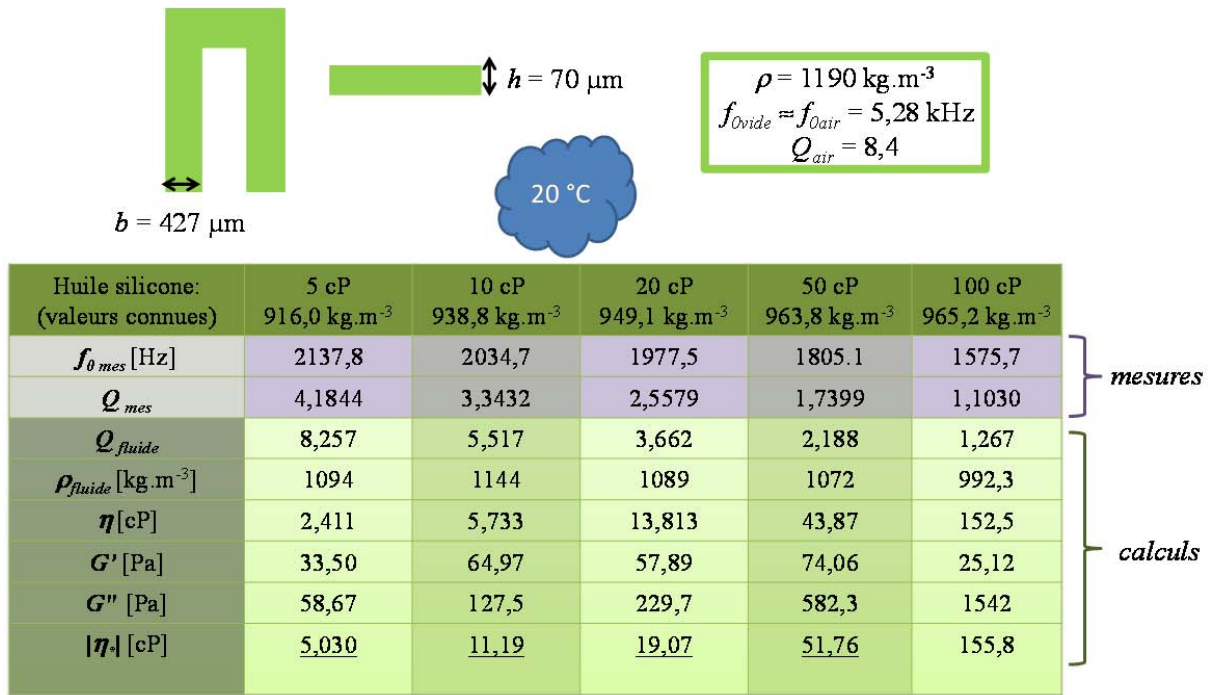 h = 70 µm
b = 427 µm
20 °C
ρ = 1190 kg.m-3
f0vide ≈ f0air = 5,28 kHz
Qair = 8,4
Huile silicone: 5 cP 10 cP 20 cP 50 cP 100 cP
(valeurs connues) 916,0 kg.m-3 938,8 kg.m-3 949,1 kg.m-3 963,8 kg.m-3 965,2 kg.m-3
f0 mes [Hz] 2137,8 2034,7 1977,5 1805.1 1575,7
Q mes 4,1844 3,3432 2,5579 1,7399 1,1030
mesures
Q fluide 8,257 5,517 3,662 2,188 1,267
ρfluide [kg.m-3] 1094 1144 1089 1072 992,3
η [cP] 2,411 5,733 13,813 43,87 152,5
G' [Pa] 33,50 64,97 57,89 74,06 25,12
G" [Pa] 58,67 127,5 229,7 582,3 1542
|η*| [cP] 5,030 11,19 19,07 51,76 155,8
calculs